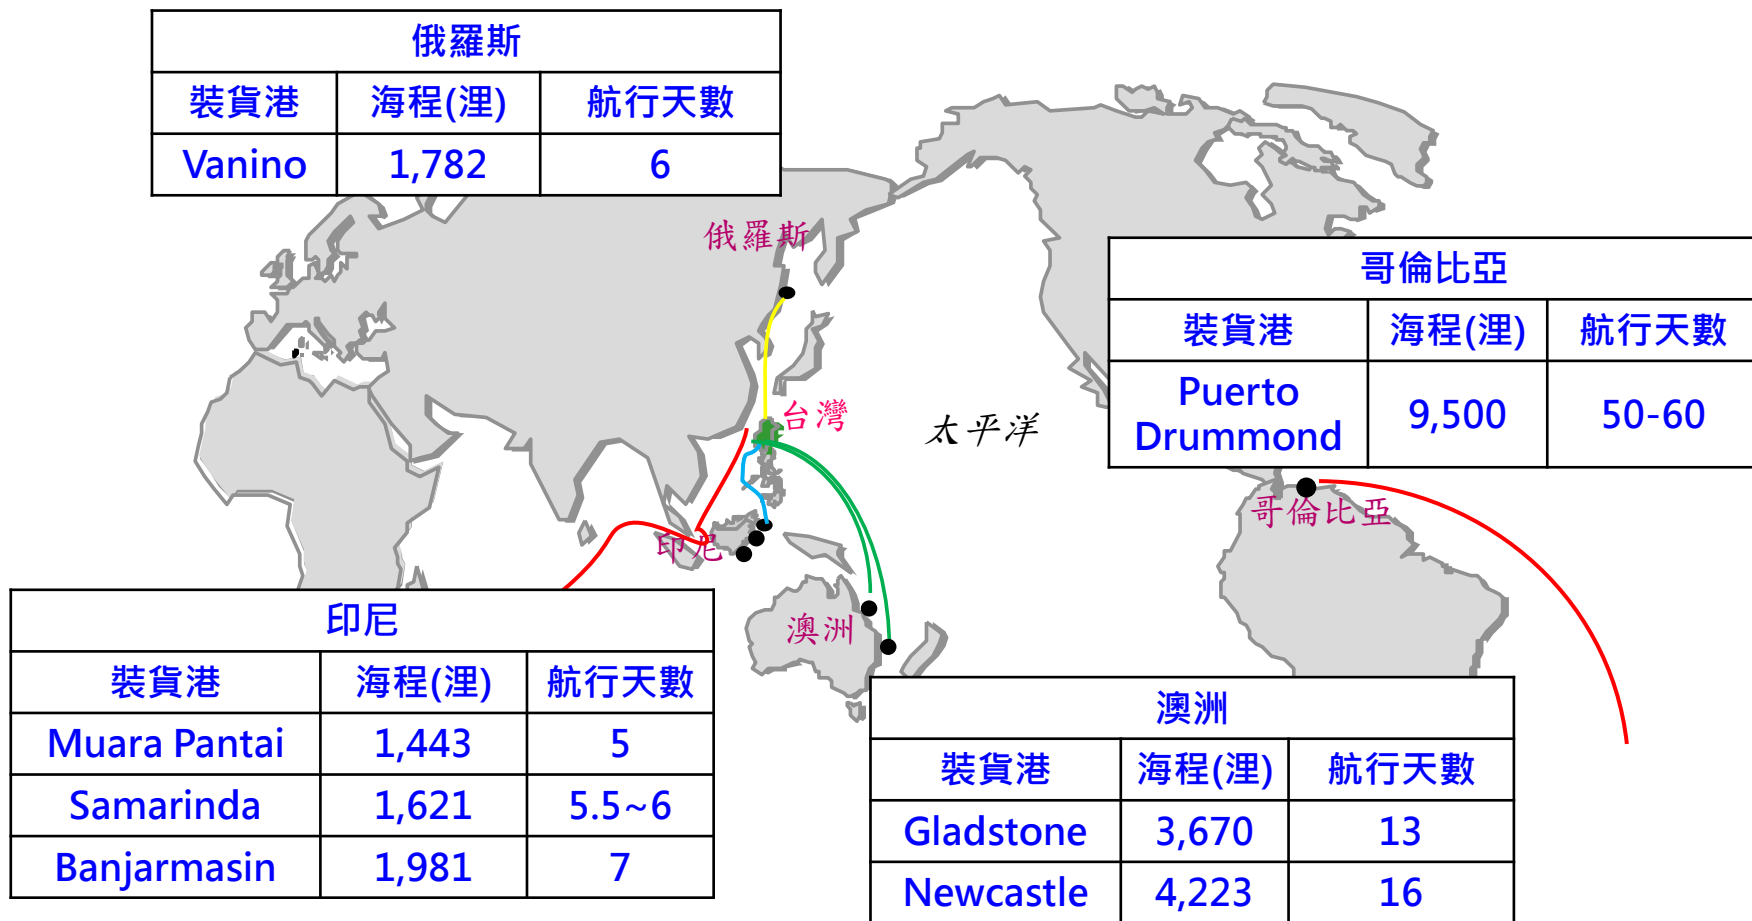 俄羅斯
裝貨港 海程(浬) 航行天數
Vanino 1,782 6
俄羅斯
哥倫比亞
裝貨港 海程(浬) 航行天數
Puerto
Drummond 9,500 50-60
台灣
太平洋
哥倫比亞
印尼
澳洲
印尼
裝貨港 海程(浬) 航行天數
Muara Pantai 1,443 5
Samarinda 1,621 5.5~6
Banjarmasin 1,981 7
澳洲
裝貨港 海程(浬) 航行天數
Gladstone 3,670 13
Newcastle 4,223 16